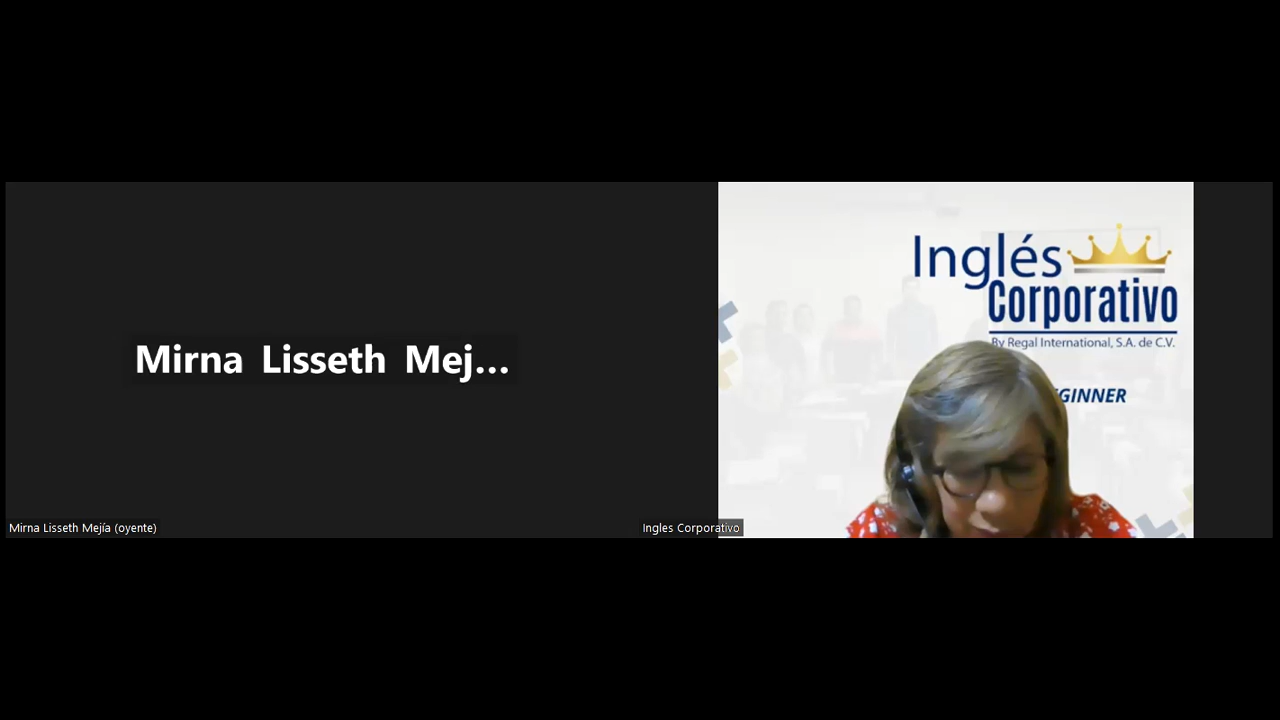 Mirna Lisseth Mej...
Mirna Lisseth Mejía (oyente)
Inglés
Corporativo
By Regal International, S.A. de C.V.
GINNER
Ingles Corporativo